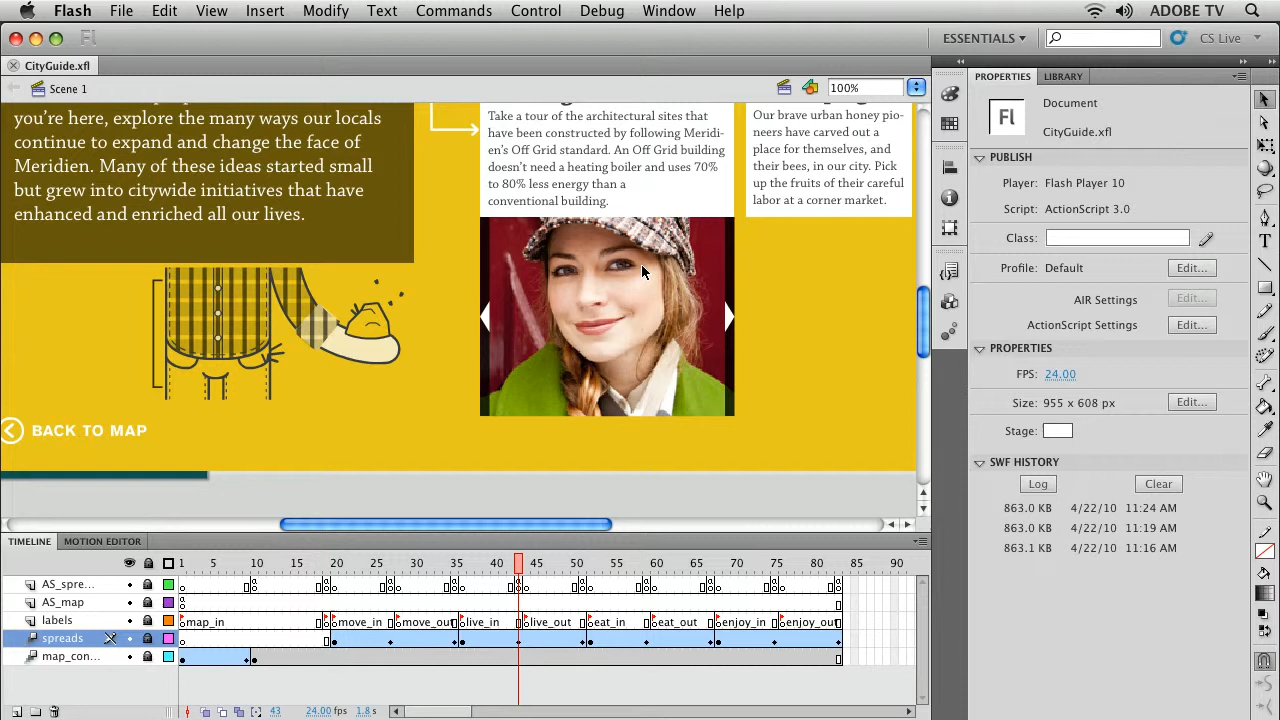 Flash File Edit View Insert Modify Text Commands Control Debug Window Help ADOBE TV
Fl ESSENTIALS CS Live
CityGuide.xfl
Scene 1 100%
you're here, explore the many ways our locals
continue to expand and change the face of
Meridien. Many of these ideas started small
but grew into citywide initiatives that have
enhanced and enriched all our lives.
Take a tour of the architectural sites that
have been constructed by following Meridi-
en's Off Grid standard. An Off Grid building
doesn't need a heating boiler and uses 70%
to 80% less energy than a
conventional building.
Our brave urban honey pio-
neers have carved out a
place for themselves, and
their bees, in our city. Pick
up the fruits of their careful
labor at a corner market.
BACK TO MAP
PROPERTIES LIBRARY
Fl
Document
CityGuide.xfl
PUBLISH
Player: Flash Player 10
Script: ActionScript 3.0
Class:
Profile: Default Edit...
AIR Settings Edit...
ActionScript Settings Edit...
PROPERTIES
FPS: 24.00
Size: 955 x 608 px Edit...
Stage:
SWF HISTORY
Log Clear
863.0 KB 4/22/10 11:24 AM
863.0 KB 4/22/10 11:19 AM
863.1 KB 4/22/10 11:16 AM
TIMELINE MOTION EDITOR
1 5 10 15 20 25 30 35 40 45 50 55 60 65 70 75 80 85 90
AS_spre...
AS_map
labels map_in move_in move_out live_in live_out eat_in eat_out enjoy_in enjoy_out
spreads
map_con...
43 24.00 fps 1.8 s